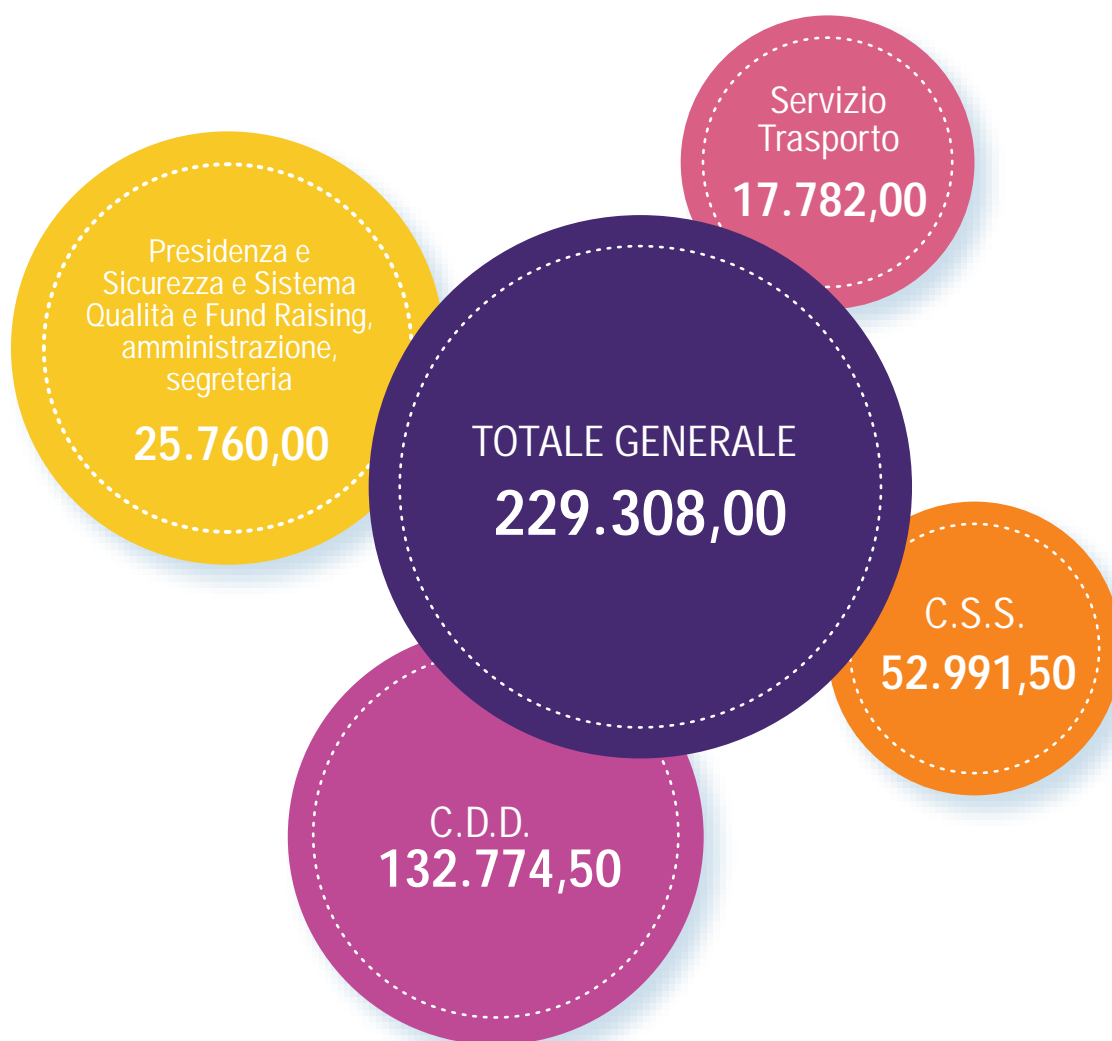 Servizio
Trasporto
17.782,00
Presidenza e
Sicurezza e Sistema
Qualità e Fund Raising,
amministrazione,
segreteria
25.760,00
TOTALE GENERALE
229.308,00
C.S.S.
52.991,50
C.D.D.
132.774,50